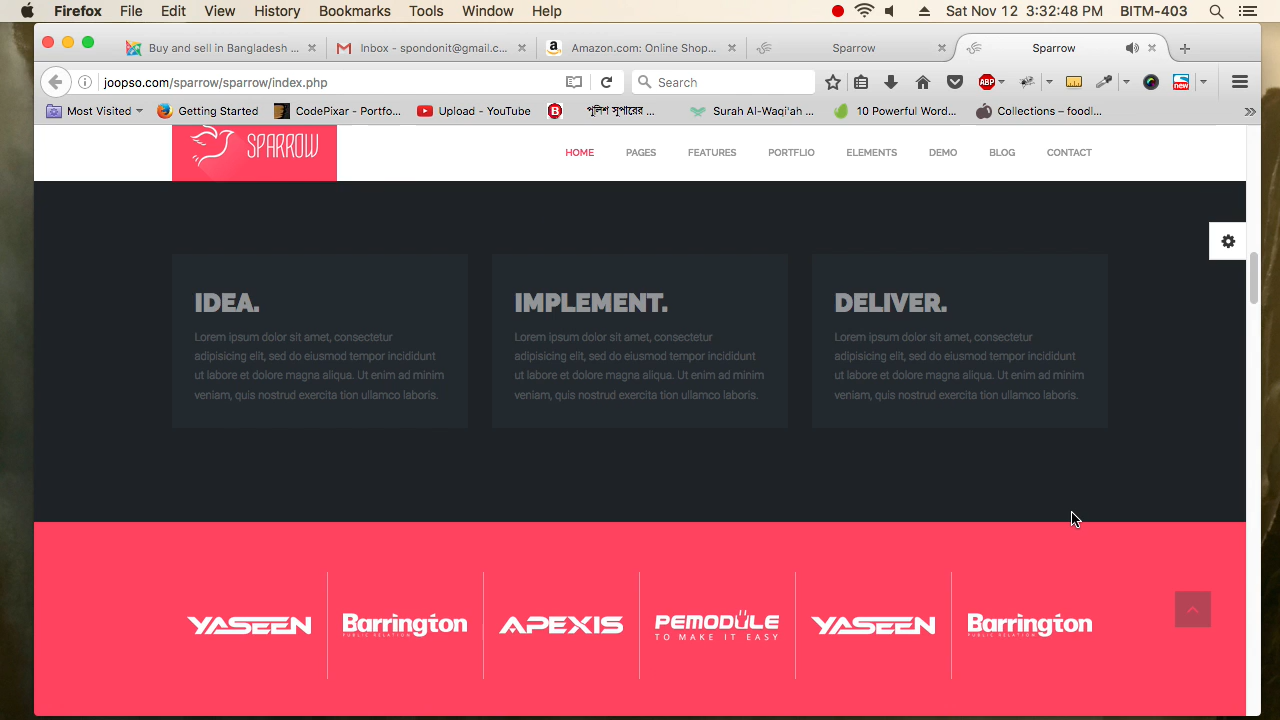 Firefox File Edit View History Bookmarks Tools Window Help Sat Nov 12 3:32:48 PM BITM-403
Buy and sell in Bangladesh ... Inbox - spondonit@gmail.c... Amazon.com: Online Shop... Sparrow Sparrow
joopso.com/sparrow/sparrow/index.php Search ABP new
Most Visited Getting Started CodePixar - Portfo... Upload - YouTube B পুলিশ সুপারের ... Surah Al-Waqi'ah ... 10 Powerful Word... Collections – foodl...
SPARROW HOME PAGES FEATURES PORTFLIO ELEMENTS DEMO BLOG CONTACT
IDEA.
Lorem ipsum dolor sit amet, consectetur
adipisicing elit, sed do eiusmod tempor incididunt
ut labore et dolore magna aliqua. Ut enim ad minim
veniam, quis nostrud exercita tion ullamco laboris.
IMPLEMENT.
Lorem ipsum dolor sit amet, consectetur
adipisicing elit, sed do eiusmod tempor incididunt
ut labore et dolore magna aliqua. Ut enim ad minim
veniam, quis nostrud exercita tion ullamco laboris.
DELIVER.
Lorem ipsum dolor sit amet, consectetur
adipisicing elit, sed do eiusmod tempor incididunt
ut labore et dolore magna aliqua. Ut enim ad minim
veniam, quis nostrud exercita tion ullamco laboris.
YASEEN
Barrington
PUBLIC RELATION
APEXIS
PEMODULE
TO MAKE IT EASY
YASEEN
Barrington
PUBLIC RELATION